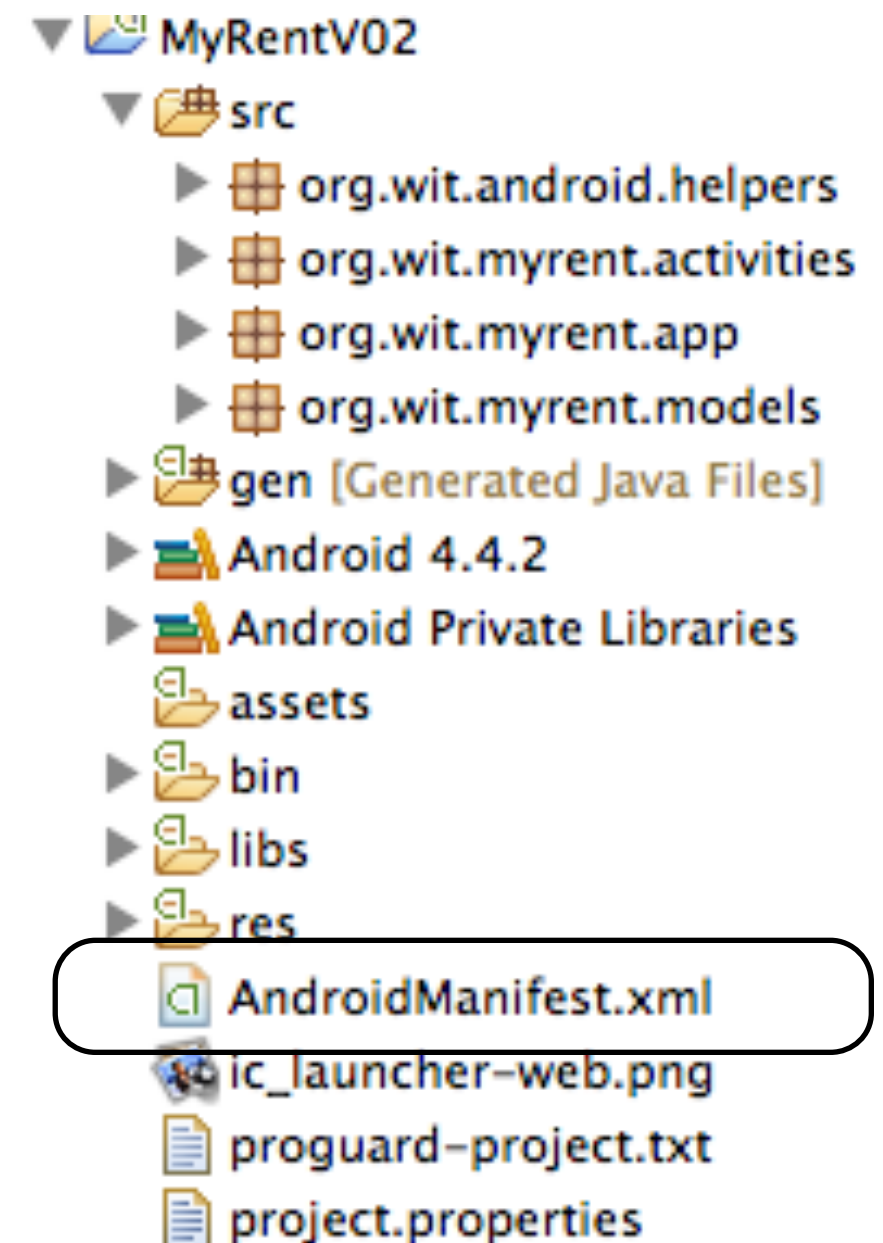 MyRentV02
src
org.wit.android.helpers
org.wit.myrent.activities
org.wit.myrent.app
org.wit.myrent.models
gen [Generated Java Files]
Android 4.4.2
Android Private Libraries
assets
bin
libs
res
AndroidManifest.xml
ic_launcher-web.png
proguard-project.txt
project.properties